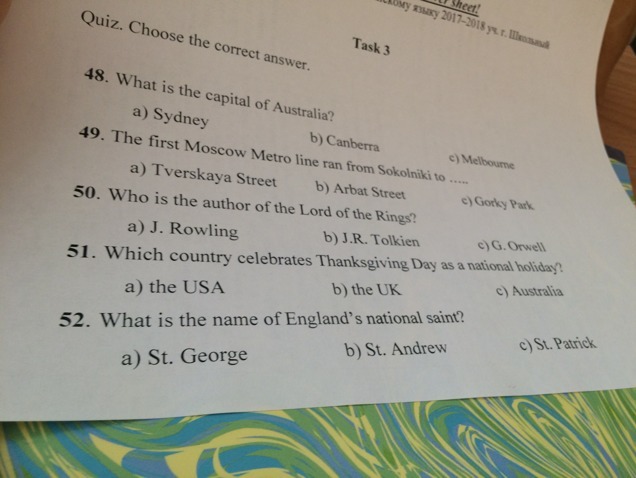 sheet!
языку 2017–2018 уч. г. Школьный
Task 3
Quiz. Choose the correct answer.
48. What is the capital of Australia?
a) Sydney b) Canberra c) Melbourne
49. The first Moscow Metro line ran from Sokolniki to …..
a) Tverskaya Street b) Arbat Street c) Gorky Park
50. Who is the author of the Lord of the Rings?
a) J. Rowling b) J.R. Tolkien c) G. Orwell
51. Which country celebrates Thanksgiving Day as a national holiday?
a) the USA b) the UK c) Australia
52. What is the name of England's national saint?
a) St. George b) St. Andrew c) St. Patrick